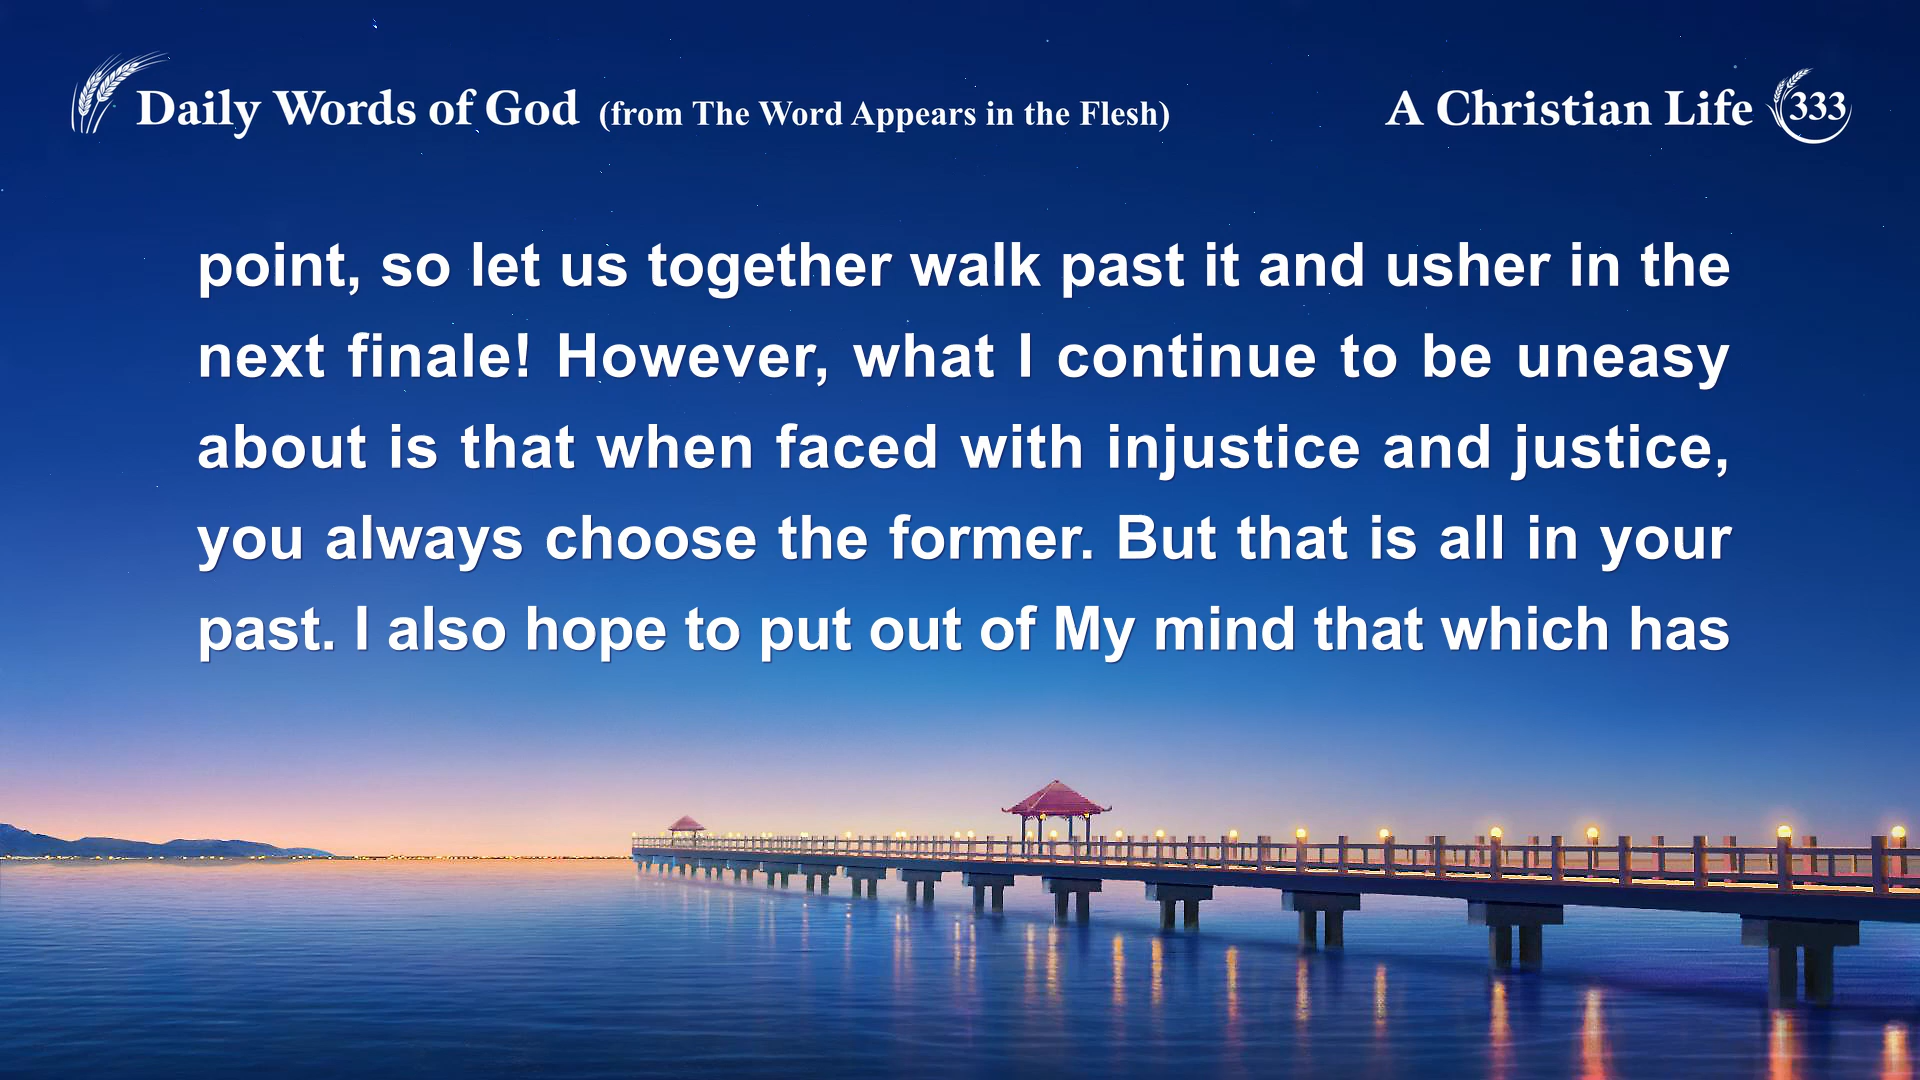 Daily Words of God (from The Word Appears in the Flesh)
A Christian Life 333
point, so let us together walk past it and usher in the
next finale! However, what I continue to be uneasy
about is that when faced with injustice and justice,
you always choose the former. But that is all in your
past. I also hope to put out of My mind that which has